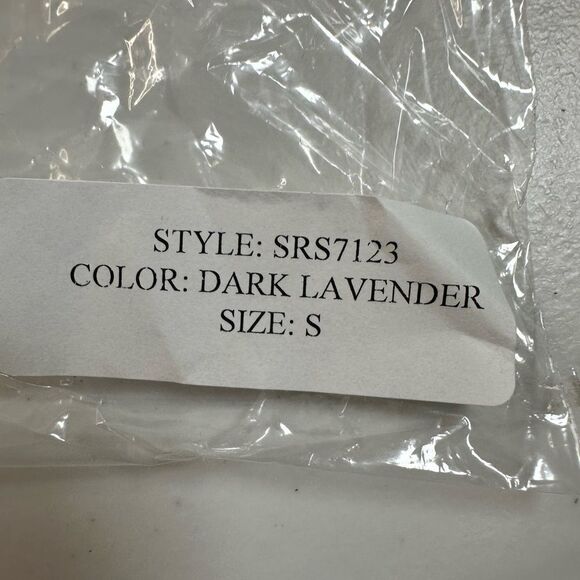 STYLE: SRS7123
COLOR: DARK LAVENDER
SIZE: S